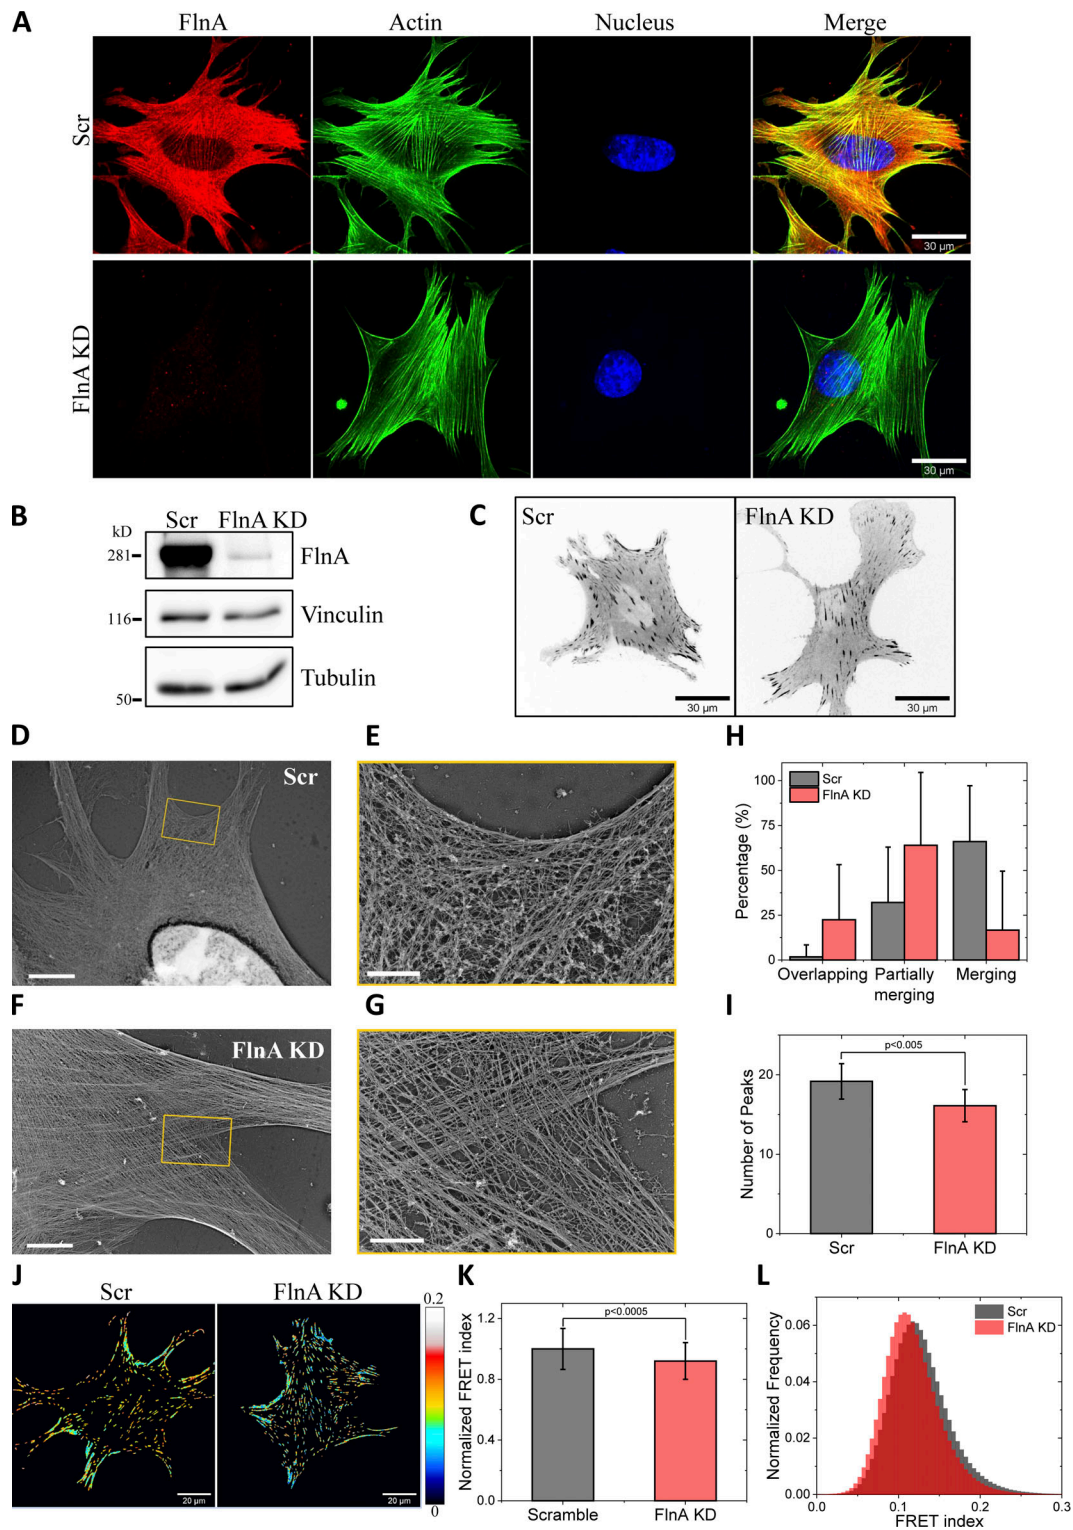 A
FlnA
Actin
Nucleus
Merge
Scr
30 µm
FlnA KD
30 µm
B
kD
Scr
FlnA KD
281
FlnA
116
Vinculin
50
Tubulin
C
Scr
30 µm
FlnA KD
30 µm
D
Scr
E
F
FlnA KD
G
H
Percentage (%)
100
75
50
25
0
Scr
FlnA KD
Overlapping
Partially
merging
Merging
I
Number of Peaks
20
10
0
p<0.005
Scr
FlnA KD
J
Scr
20 µm
FlnA KD
20 µm
0.2
0
K
Normalized FRET index
1.2
0.8
0.4
0.0
p<0.0005
Scramble
FlnA KD
L
Normalized Frequency
0.06
0.04
0.02
0.00
Scr
FlnA KD
0.0
0.1
0.2
0.3
FRET index